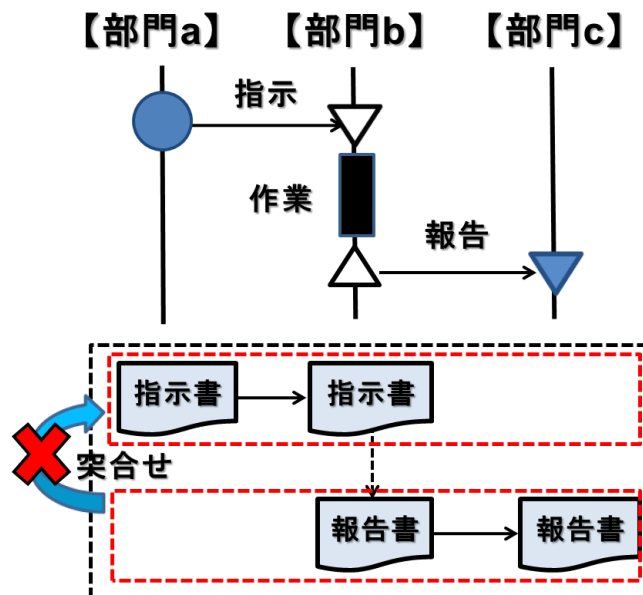 【部門a】 【部門b】 【部門c】
指示
作業
報告
指示書 指示書
突合せ
報告書 報告書